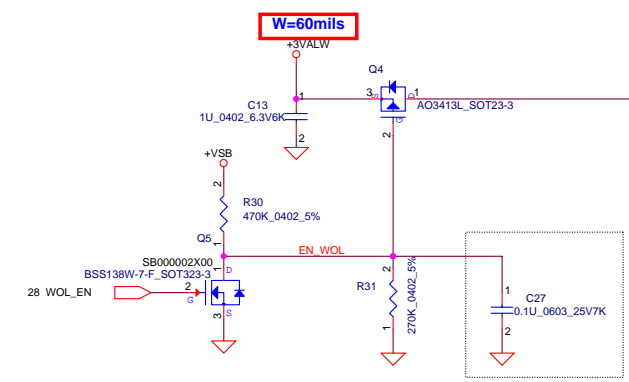 W=60mils
+3VALW
Q4
3 S D 1
AO3413L_SOT23-3
G
2
C13
1U_0402_6.3V6K
1
2
+VSB
2
R30
470K_0402_5%
1
Q5
EN_WOL
SB000002X00
BSS138W-7-F_SOT323-3
1 D
28 WOL_EN
2
G
3 S
2
R31
270K_0402_5%
1
1
C27
0.1U_0603_25V7K
2